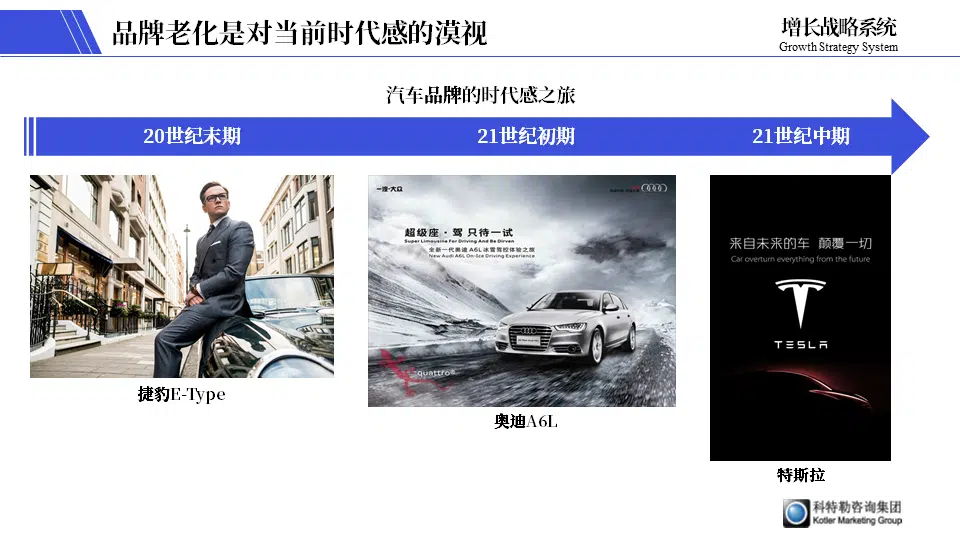 品牌老化是对当前时代感的漠视
增长战略系统
Growth Strategy System
汽车品牌的时代感之旅
20世纪末期
21世纪初期
21世纪中期
一汽-大众
超级座·驾 只待一试
Super Limousine For Driving And Be Dirven
全新一代奥迪 A6L冰雪驾控体验之旅
New Audi A6L On-Ice Driving Experience
quattro®
来自未来的车 颠覆一切
Car overturn everything from the future
TESLA
捷豹E-Type
奥迪A6L
特斯拉
科特勒咨询集团
Kotler Marketing Group